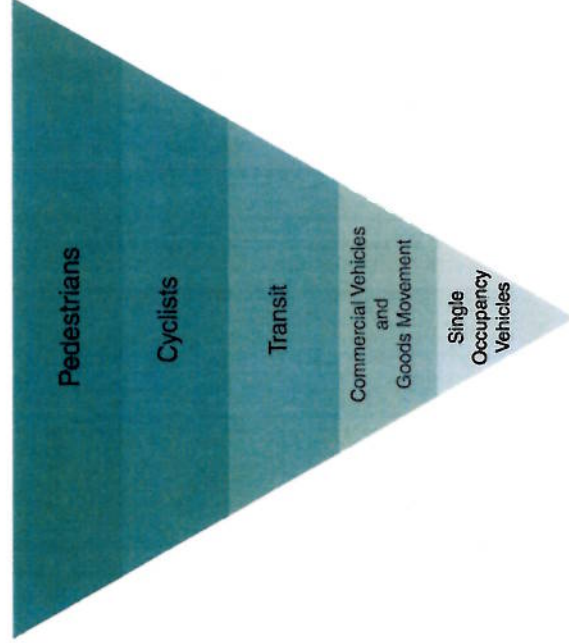 Pedestrians
Cyclists
Transit
Commercial Vehicles
and
Goods Movement
Single
Occupancy
Vehicles